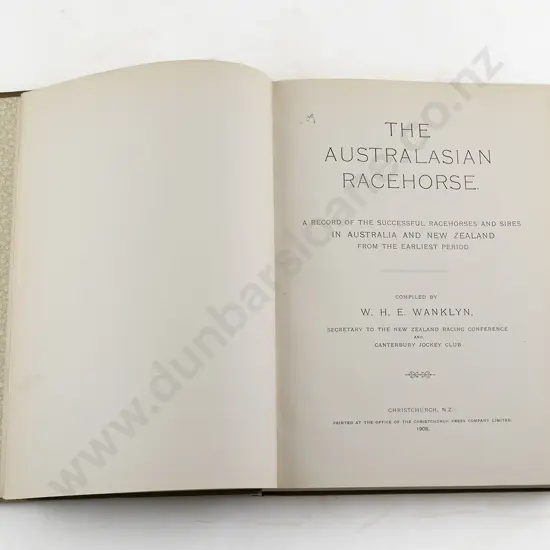 THE
AUSTRALASIAN
RACEHORSE.
A RECORD OF THE SUCCESSFUL RACEHORSES AND SIRES
IN AUSTRALIA AND NEW ZEALAND
FROM THE EARLIEST PERIOD
COMPILED BY
W. H. E. WANKLYN,
SECRETARY TO THE NEW ZEALAND RACING CONFERENCE
AND
CANTERBURY JOCKEY CLUB
CHRISTCHURCH, N.Z.
PRINTED AT THE OFFICE OF THE CHRISTCHURCH PRESS COMPANY LIMITED.
www.dunbarsloane.co.nz